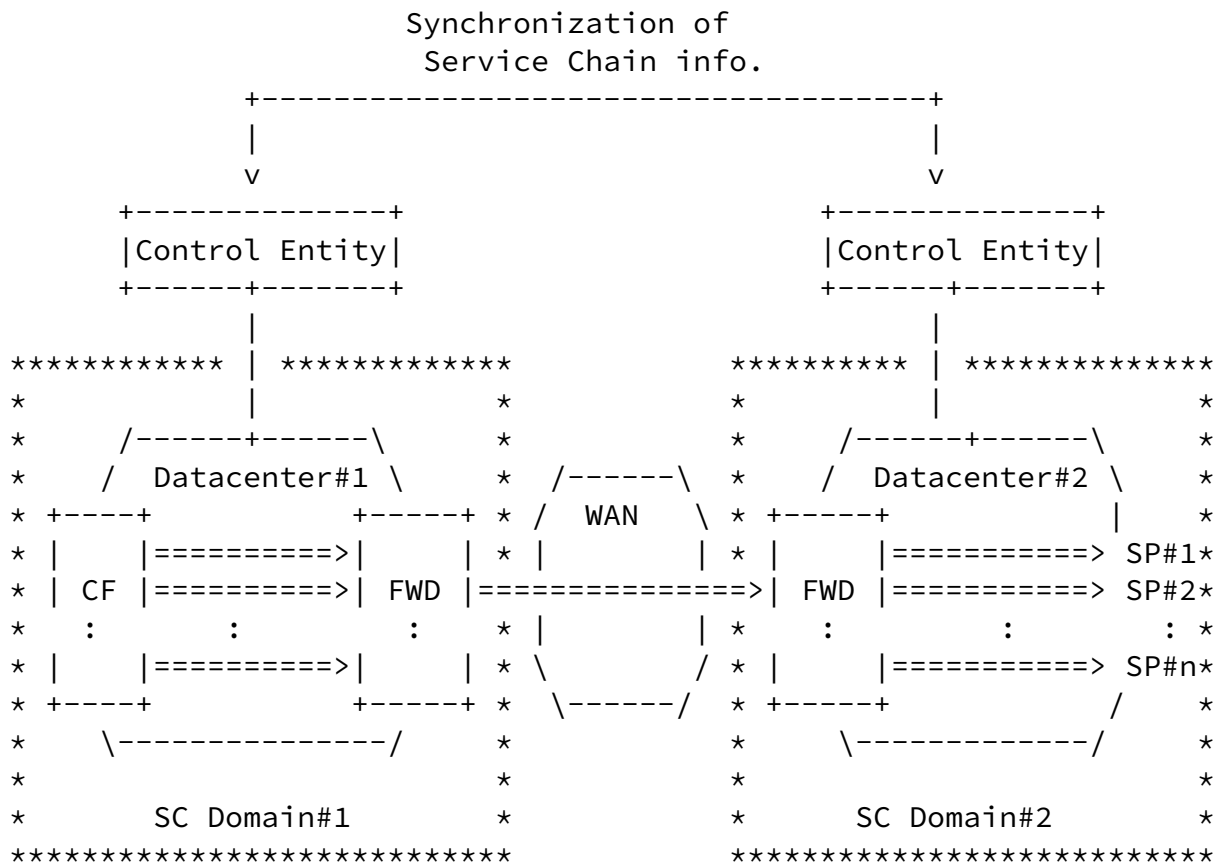 Synchronization of
Service Chain info.
Control Entity Control Entity
Datacenter#1 Datacenter#2
WAN
SP#1
CF FWD FWD SP#2
: : : : : :
SP#n
SC Domain#1 SC Domain#2